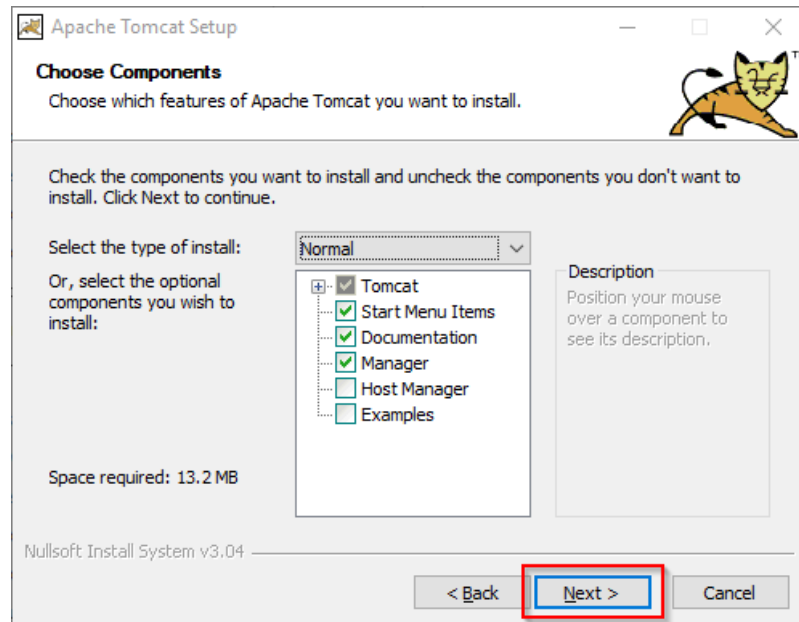 Apache Tomcat Setup
Choose Components
Choose which features of Apache Tomcat you want to install.
Check the components you want to install and uncheck the components you don't want to
install. Click Next to continue.
Select the type of install:
Normal
Or, select the optional
components you wish to
install:
Tomcat
Start Menu Items
Documentation
Manager
Host Manager
Examples
Description
Position your mouse
over a component to
see its description.
Space required: 13.2 MB
Nullsoft Install System v3.04
< Back
Next >
Cancel